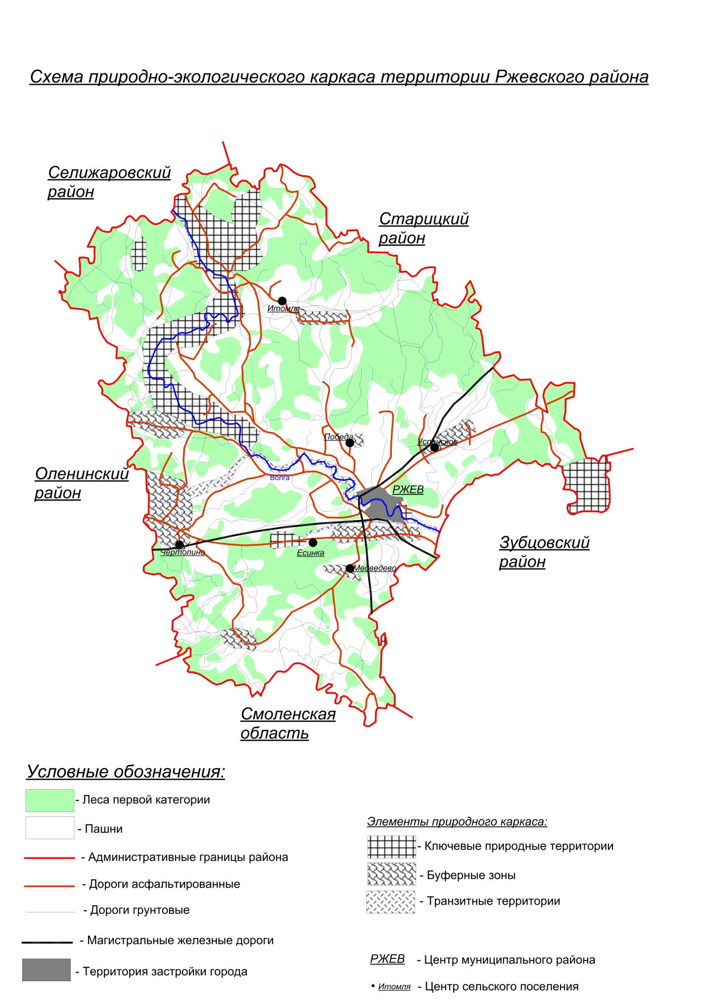 Схема природно-экологического каркаса территории Ржевского района
Селижаровский
район
Старицкий
район
Итомля
Победа
Успенское
Оленинский
район
Волга
РЖЕВ
Зубцовский
район
Чертолино
Есинка
Медведево
Смоленская
область
Условные обозначения:
- Леса первой категории
- Пашни
- Административные границы района
- Дороги асфальтированные
- Дороги грунтовые
- Магистральные железные дороги
- Территория застройки города
Элементы природного каркаса:
- Ключевые природные территории
- Буферные зоны
- Транзитные территории
РЖЕВ - Центр муниципального района
• Итомля - Центр сельского поселения